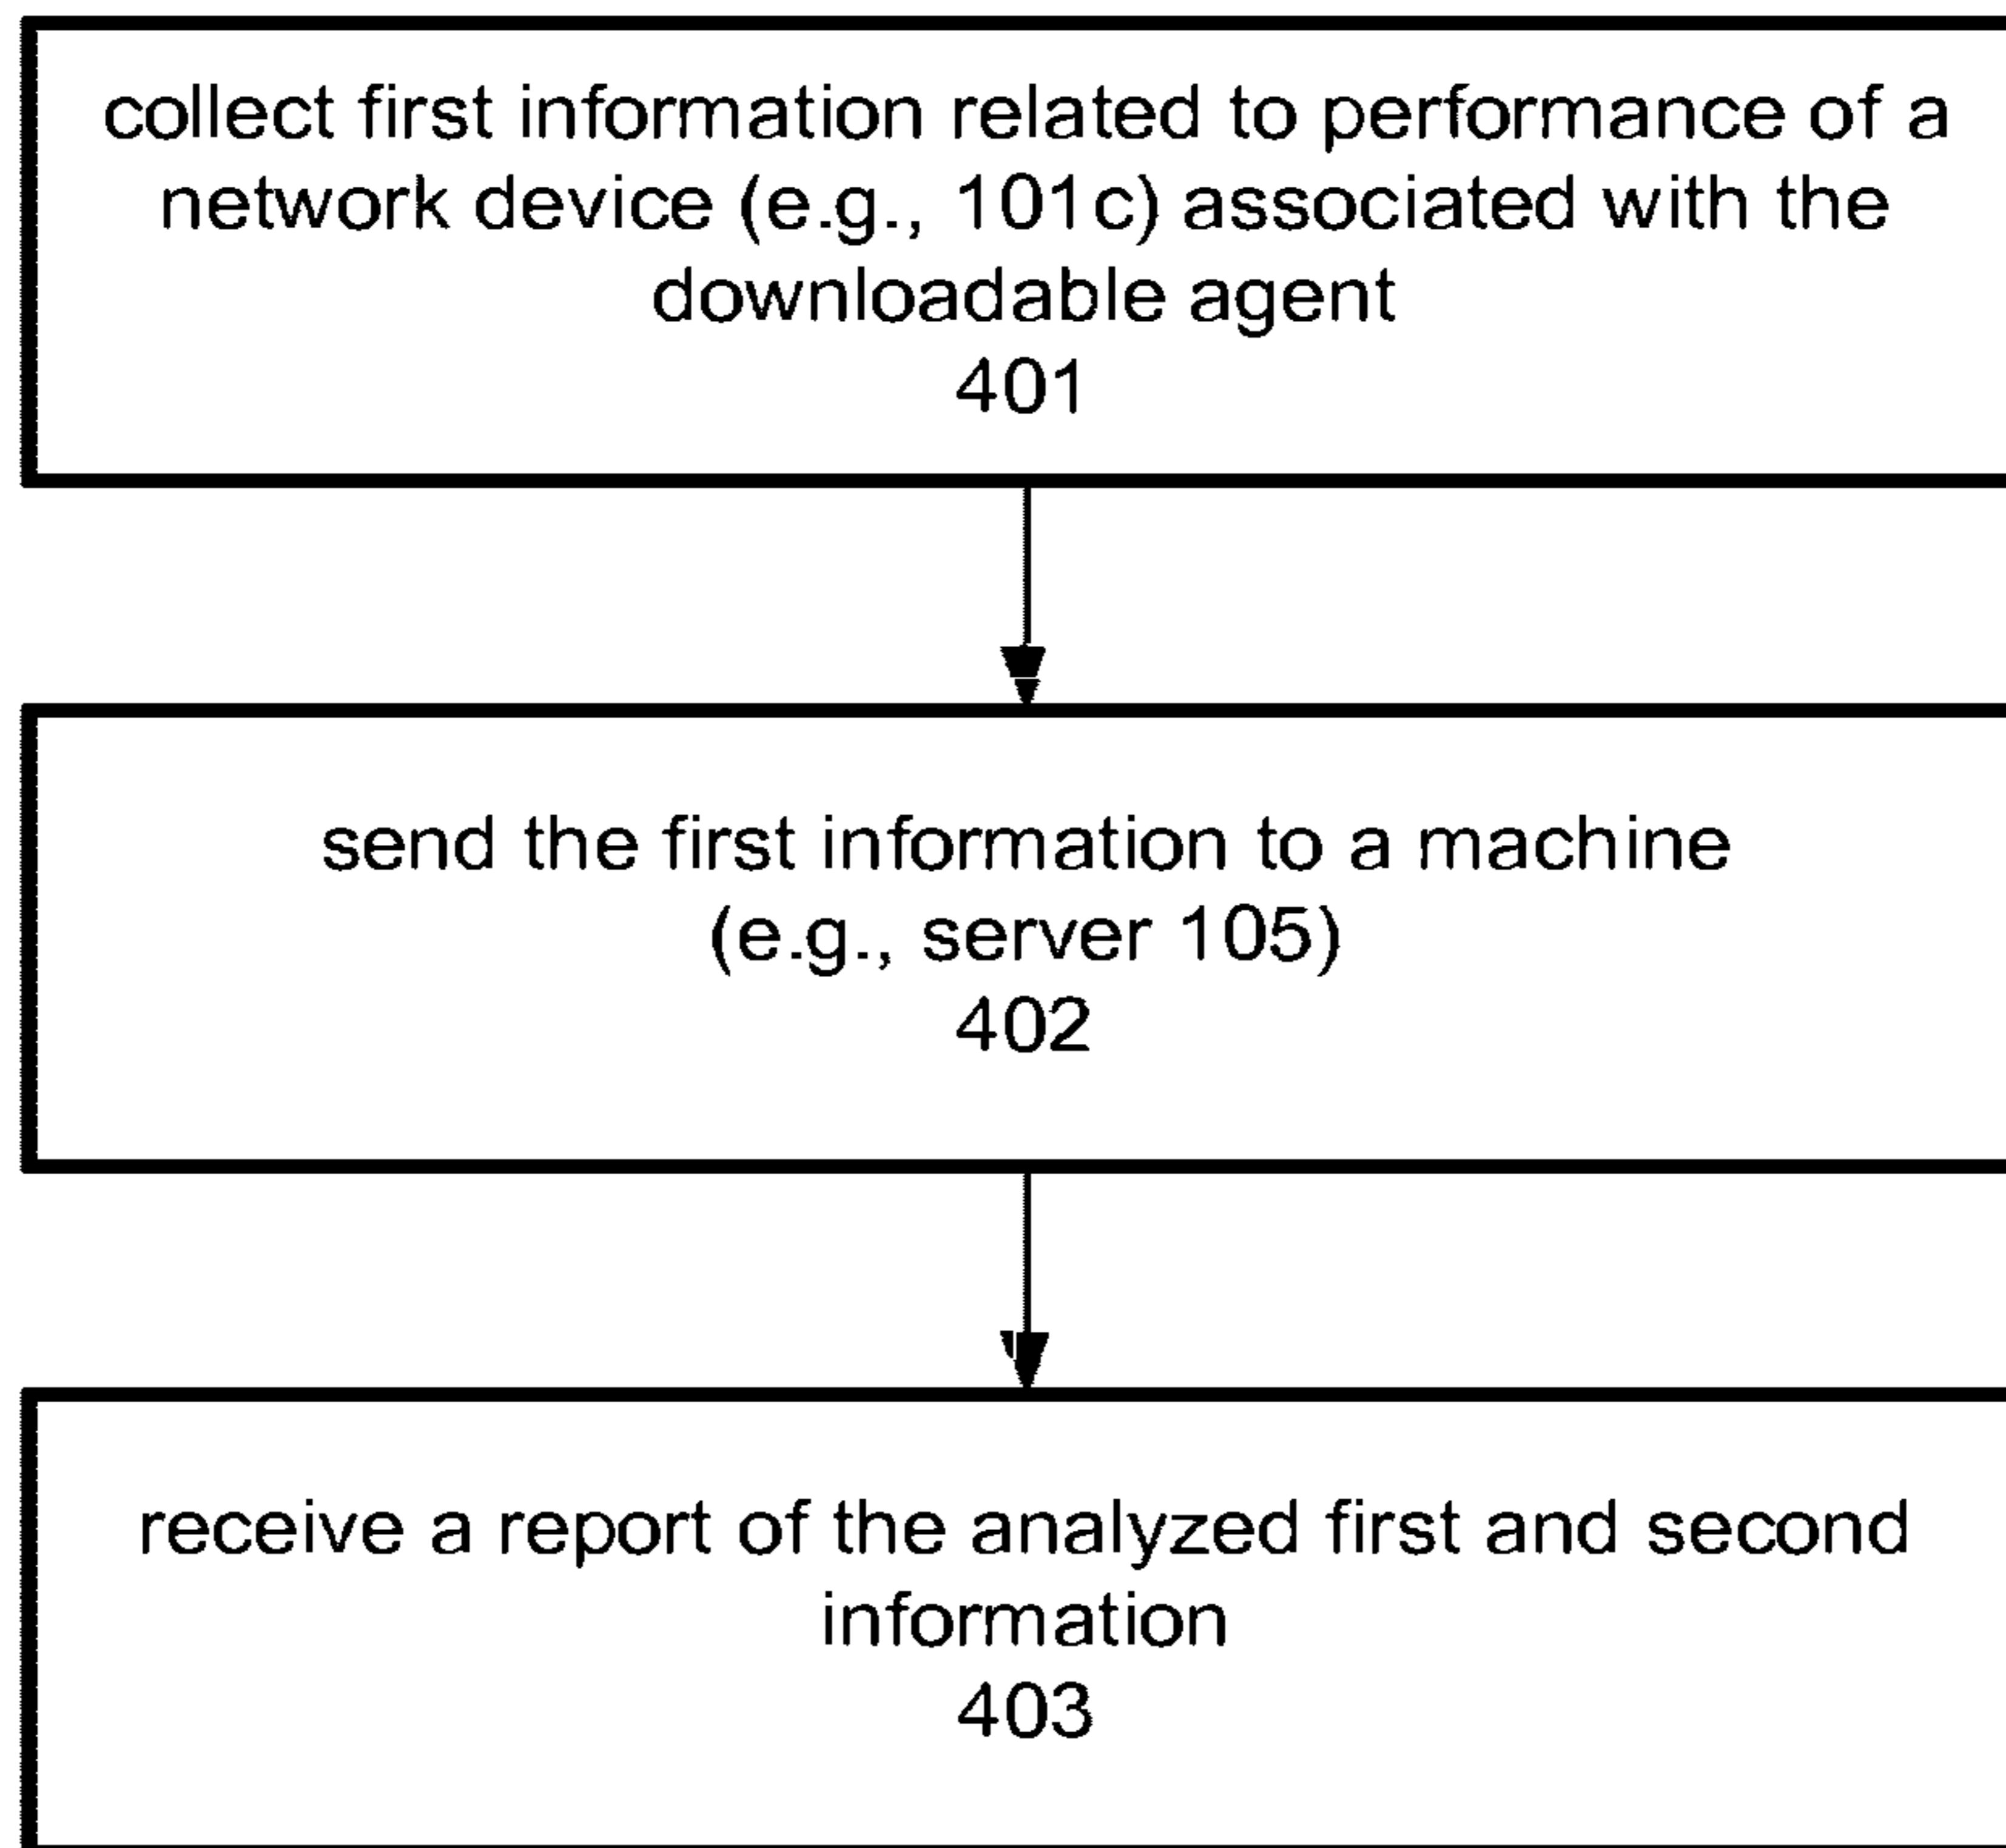 collect first information related to performance of a
network device (e.g., 101c) associated with the
downloadable agent
401
send the first information to a machine
(e.g., server 105)
402
receive a report of the analyzed first and second
information
403